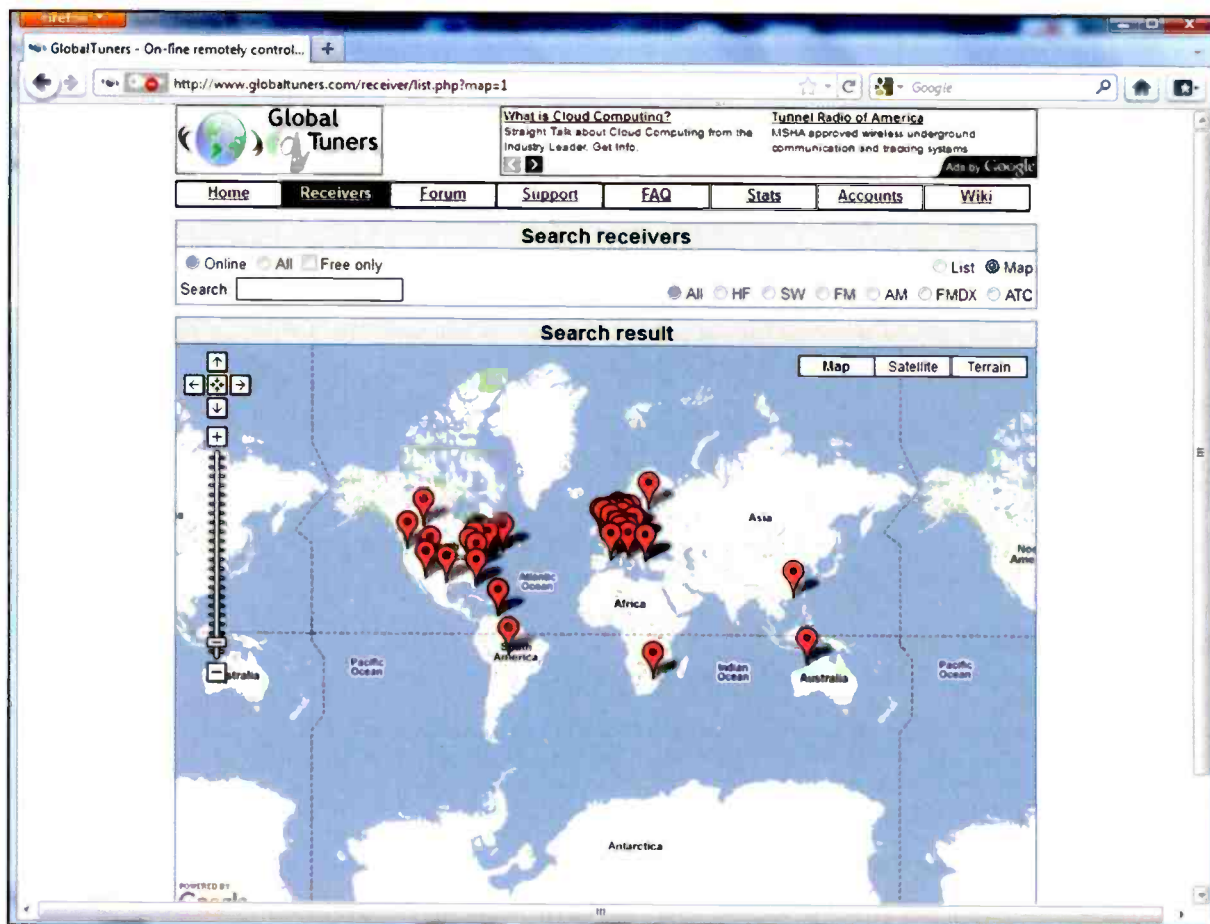 GlobalTuners - On-line remotely control...
http://www.globaltuners.com/receiver/list.php?map=1
Google
Global Tuners
What is Cloud Computing?
Straight Talk about Cloud Computing from the
Industry Leader. Get Info.
Tunnel Radio of America
MSHA approved wireless underground
communication and tracking systems
Ads by Google
Home Receivers Forum Support FAQ Stats Accounts Wiki
Search receivers
Online All Free only List Map
Search All HF SW FM AM FMDX ATC
Search result
Map Satellite Terrain
Asia
Atlantic
Ocean
Africa
South
America
Pacific
Ocean
Indian
Ocean
Australia
Pacific
Ocean
stralia
Antarctica
POWERED BY
Google